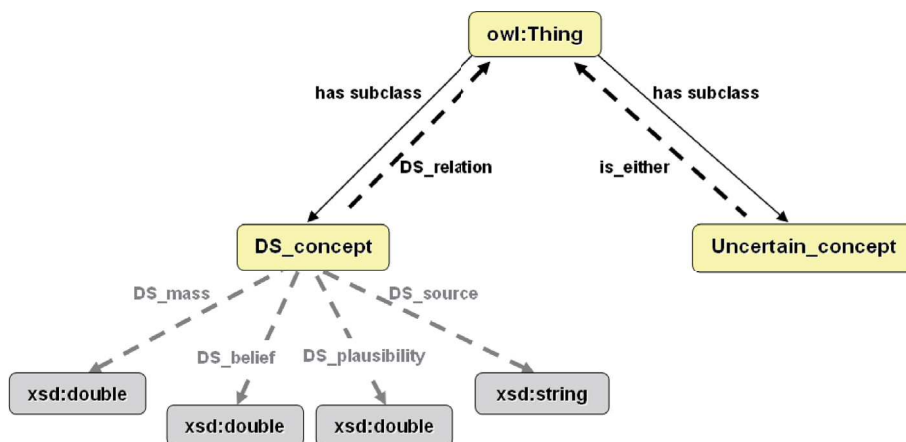 owl:Thing
has subclass
has subclass
DS_relation
is_either
DS_concept
Uncertain_concept
DS_mass
DS_source
DS_belief
DS_plausibility
xsd:double
xsd:string
xsd:double
xsd:double